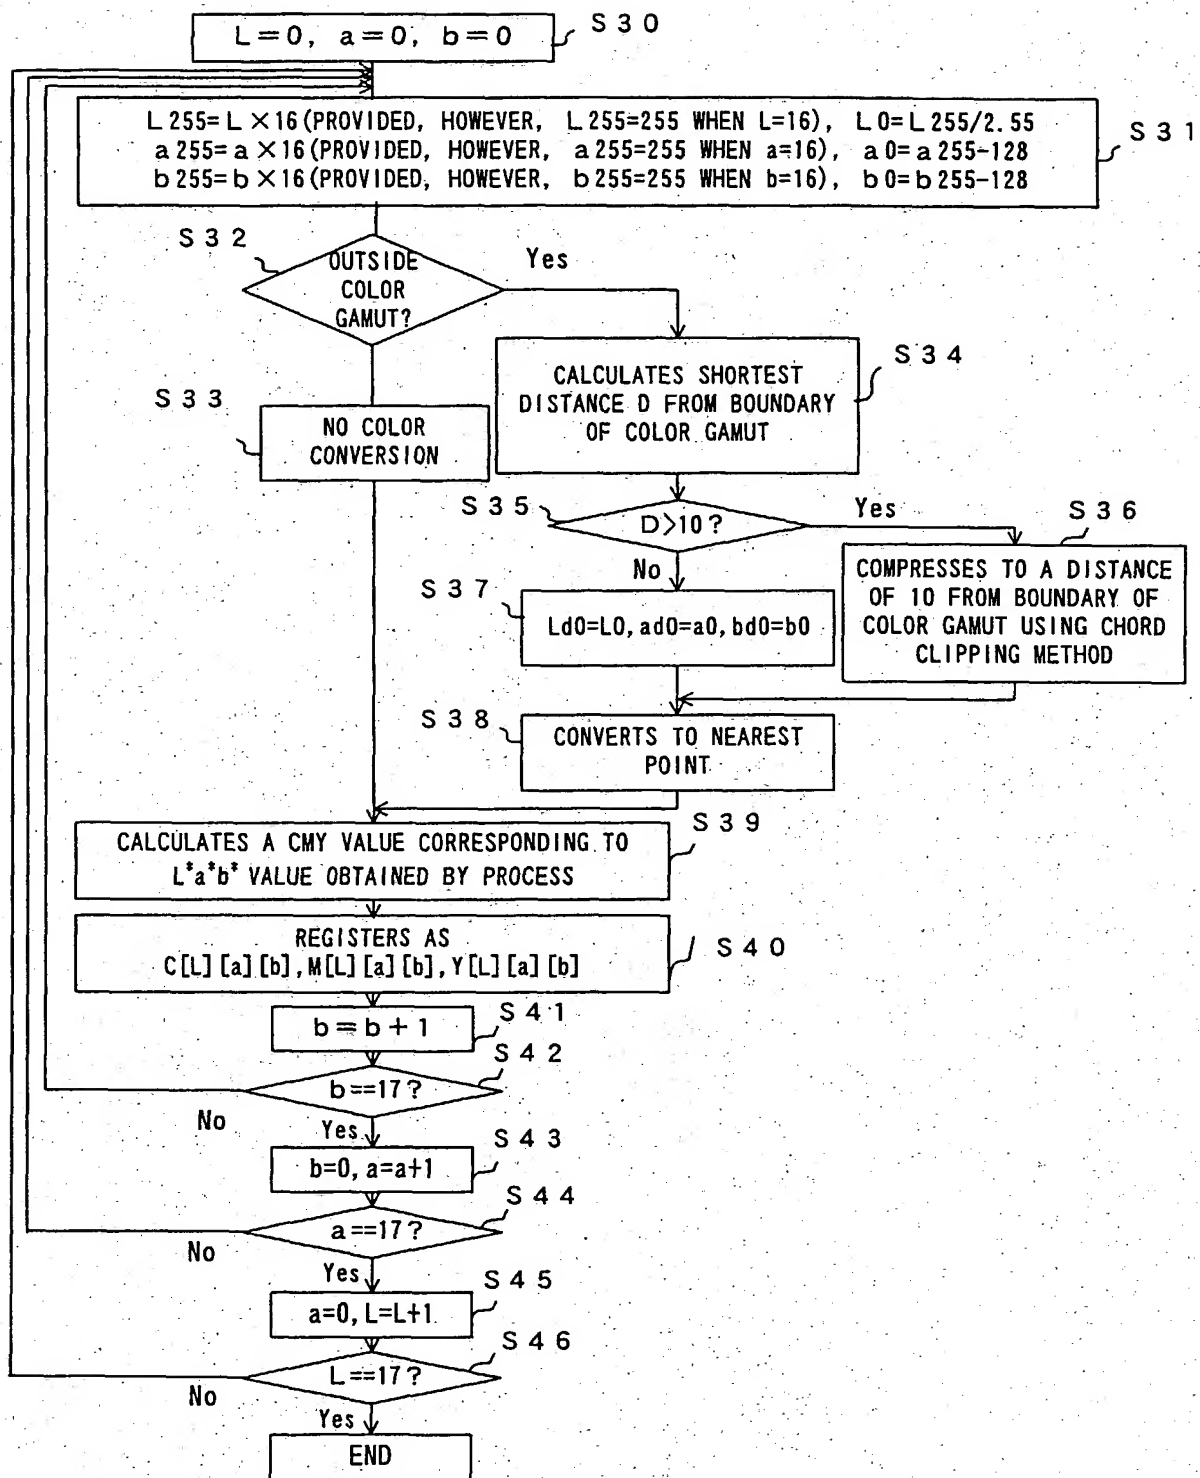 L=0, a=0, b=0
S30
L255=L×16(PROVIDED, HOWEVER, L255=255 WHEN L=16), L0=L255/2.55
a255=a×16(PROVIDED, HOWEVER, a255=255 WHEN a=16), a0=a255-128
b255=b×16(PROVIDED, HOWEVER, b255=255 WHEN b=16), b0=b255-128
S31
S32
OUTSIDE
COLOR
GAMUT?
Yes
S33
NO COLOR
CONVERSION
S34
CALCULATES SHORTEST
DISTANCE D FROM BOUNDARY
OF COLOR GAMUT
S35
D>10?
Yes
No
S36
COMPRESSES TO A DISTANCE
OF 10 FROM BOUNDARY OF
COLOR GAMUT USING CHORD
CLIPPING METHOD
S37
Ld0=L0, ad0=a0, bd0=b0
S38
CONVERTS TO NEAREST
POINT
S39
CALCULATES A CMY VALUE CORRESPONDING TO
L*a*b* VALUE OBTAINED BY PROCESS
S40
REGISTERS AS
C[L][a][b], M[L][a][b], Y[L][a][b]
S41
b=b+1
S42
b==17?
No
Yes
S43
b=0, a=a+1
S44
a==17?
No
Yes
S45
a=0, L=L+1
S46
L==17?
No
Yes
END